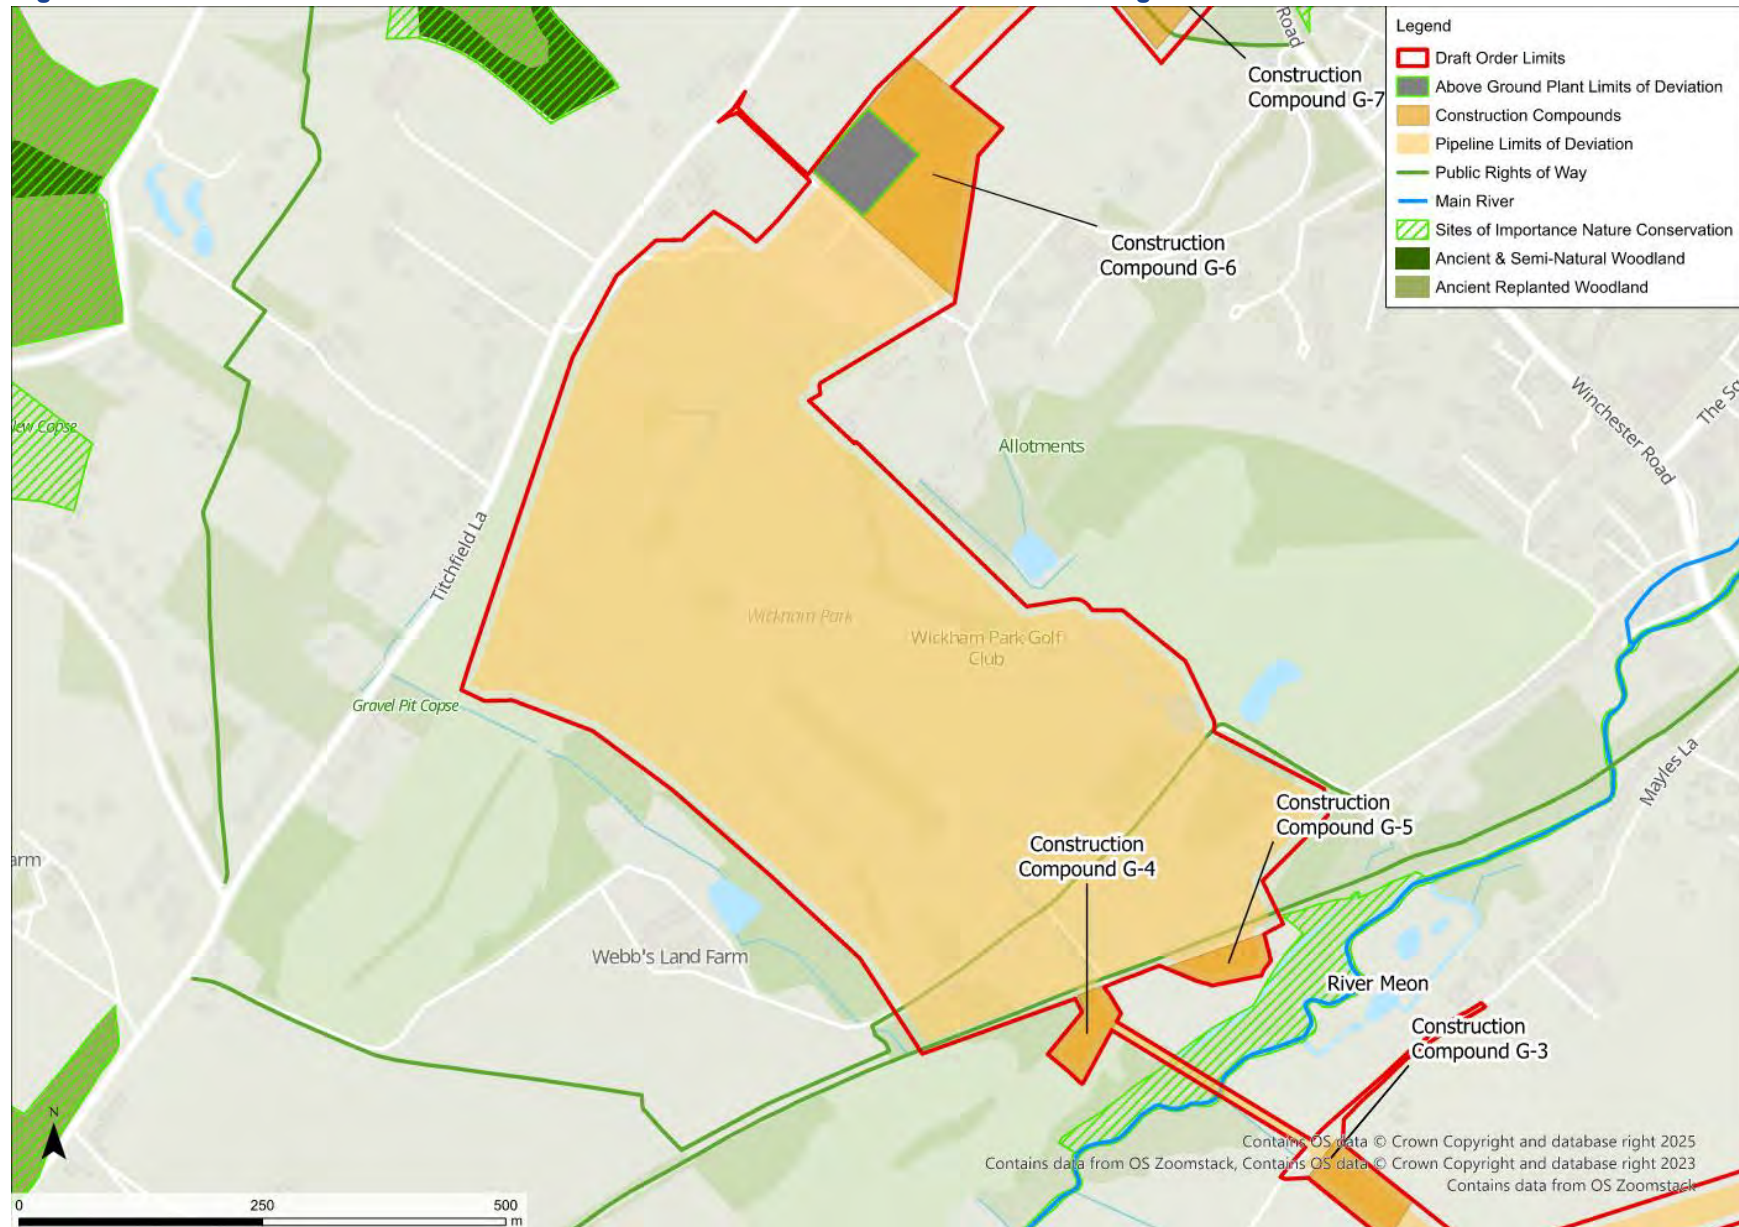 Legend
Draft Order Limits
Above Ground Plant Limits of Deviation
Construction Compounds
Pipeline Limits of Deviation
Public Rights of Way
Main River
Sites of Importance Nature Conservation
Ancient & Semi-Natural Woodland
Ancient Replanted Woodland
Road
Construction
Compound G-7
Construction
Compound G-6
Winchester Road
The Sq
Copse
Allotments
Titchfield La
Wickham Park
Wickham Park Golf
Club
Gravel Pit Copse
Mayles La
Construction
Compound G-5
Construction
Compound G-4
arm
Webb's Land Farm
River Meon
Construction
Compound G-3
N
Contains OS data © Crown Copyright and database right 2025
Contains data from OS Zoomstack, Contains OS data © Crown Copyright and database right 2023
Contains data from OS Zoomstack
0 250 500
m